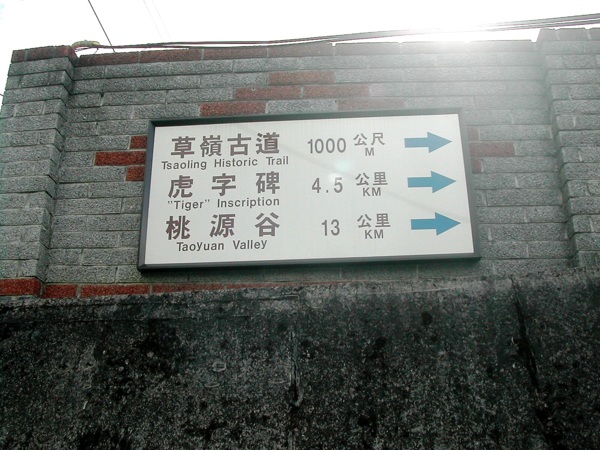 草嶺古道 1000 公尺
Tsaoling Historic Trail M
虎字碑 4.5 公里
"Tiger" Inscription KM
桃源谷 13 公里
Taoyuan Valley KM